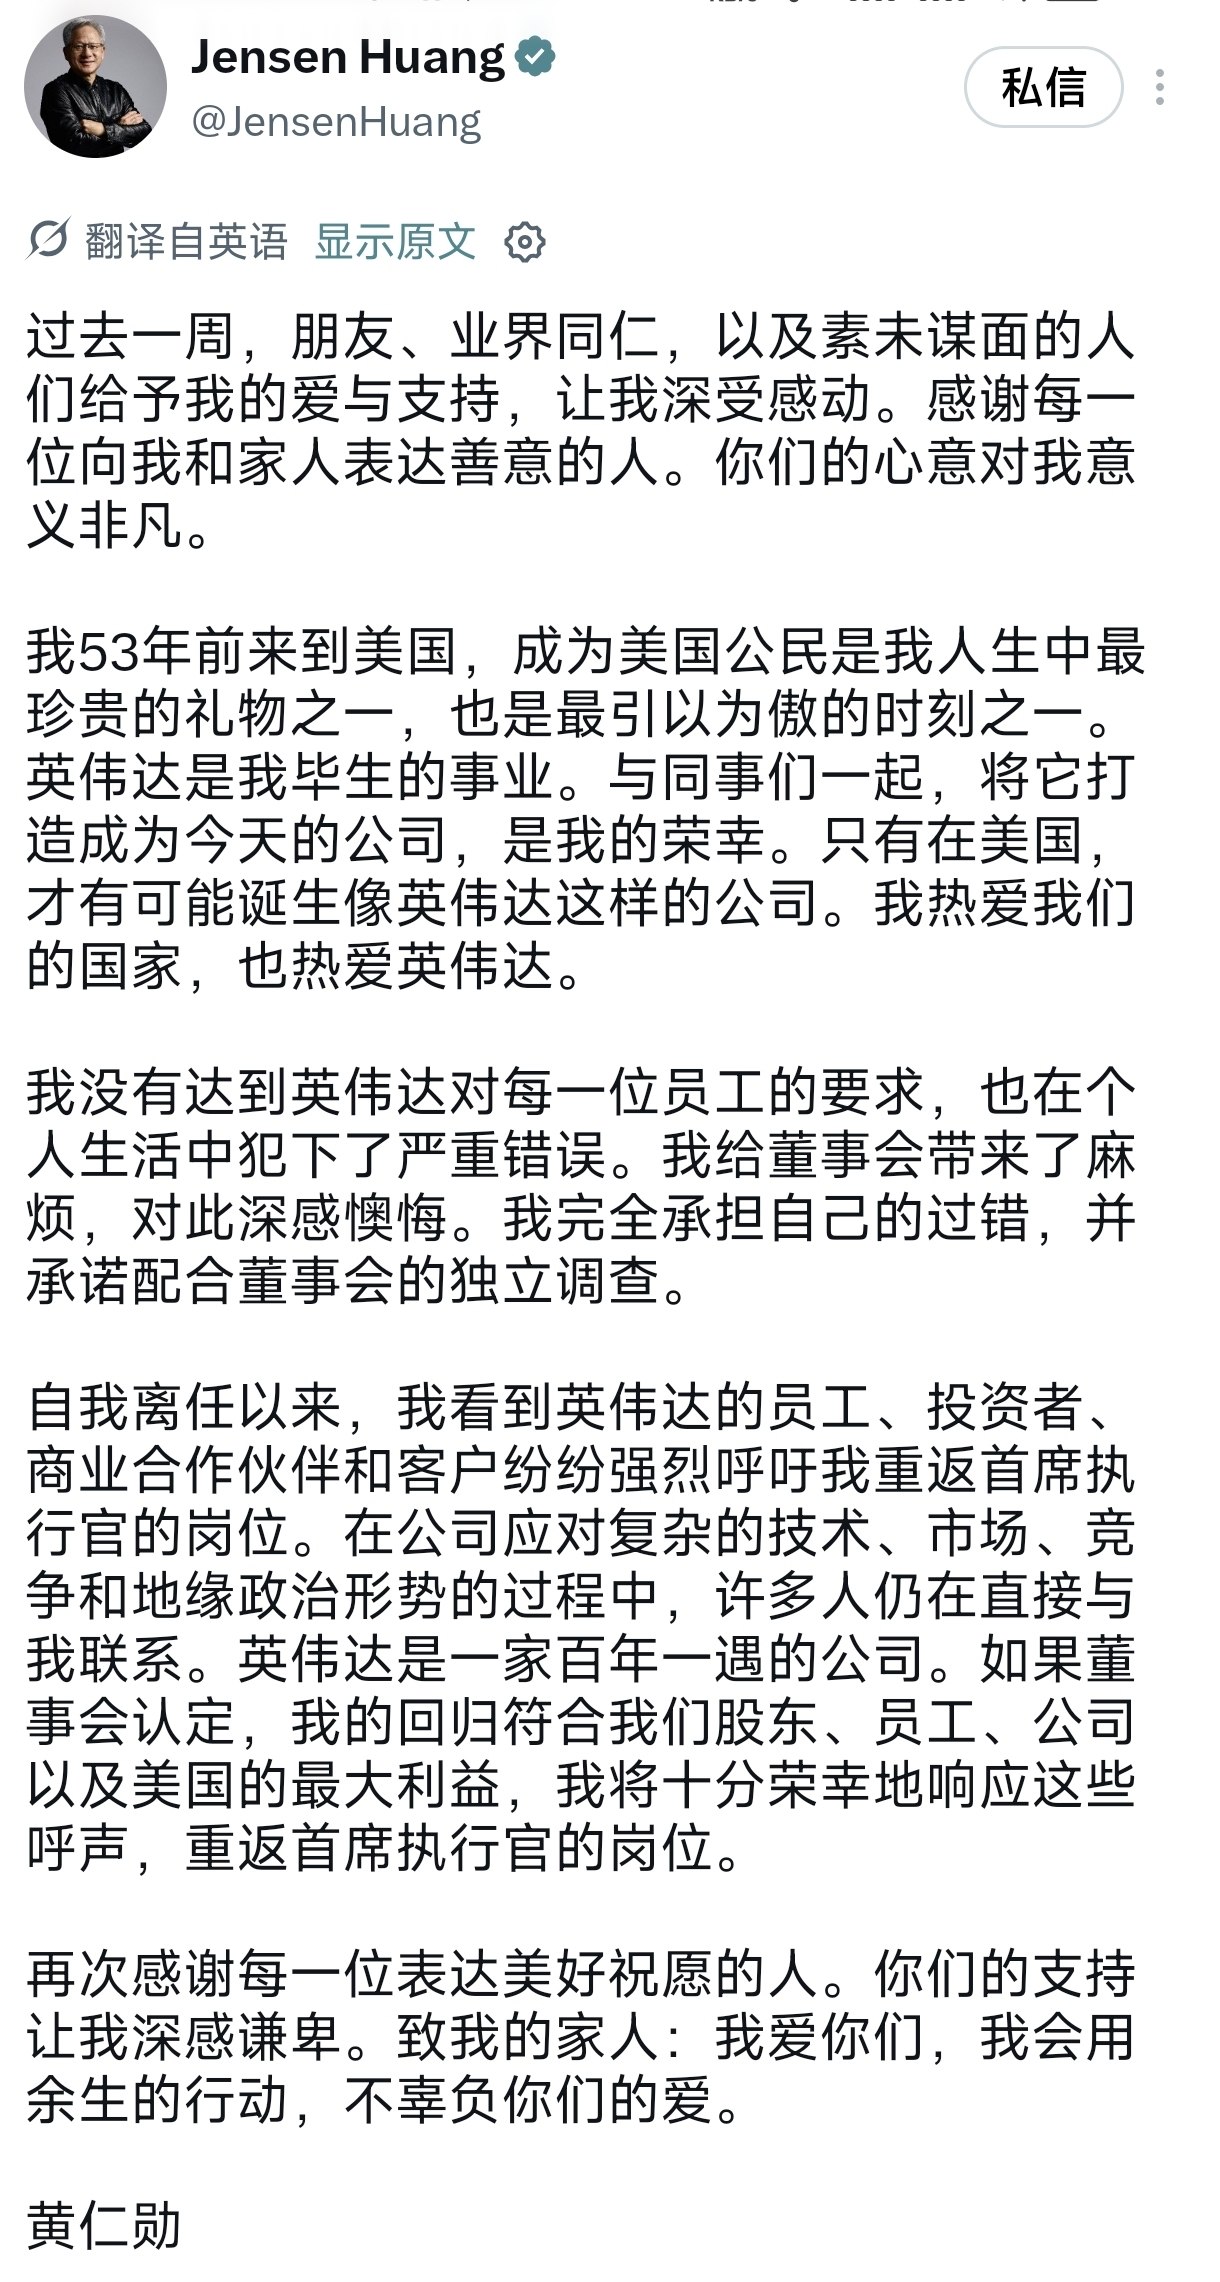 Jensen Huang
@JensenHuang
私信
翻译自英语 显示原文
过去一周，朋友、业界同仁，以及素未谋面的人
们给予我的爱与支持，让我深受感动。感谢每一
位向我和家人表达善意的人。你们的心意对我意
义非凡。
我53年前来到美国，成为美国公民是我人生中最
珍贵的礼物之一，也是最引以为傲的时刻之一。
英伟达是我毕生的事业。与同事们一起，将它打
造成为今天的公司，是我的荣幸。只有在美国，
才有可能诞生像英伟达这样的公司。我热爱我们
的国家，也热爱英伟达。
我没有达到英伟达对每一位员工的要求，也在个
人生活中犯下了严重错误。我给董事会带来了麻
烦，对此深感懊悔。我完全承担自己的过错，并
承诺配合董事会的独立调查。
自我离任以来，我看到英伟达的员工、投资者、
商业合作伙伴和客户纷纷强烈呼吁我重返首席执
行官的岗位。在公司应对复杂的技术、市场、竞
争和地缘政治形势的过程中，许多人仍在直接与
我联系。英伟达是一家百年一遇的公司。如果董
事会认定，我的回归符合我们股东、员工、公司
以及美国的最大利益，我将十分荣幸地响应这些
呼声，重返首席执行官的岗位。
再次感谢每一位表达美好祝愿的人。你们的支持
让我深感谦卑。致我的家人：我爱你们，我会用
余生的行动，不辜负你们的爱。
黄仁勋